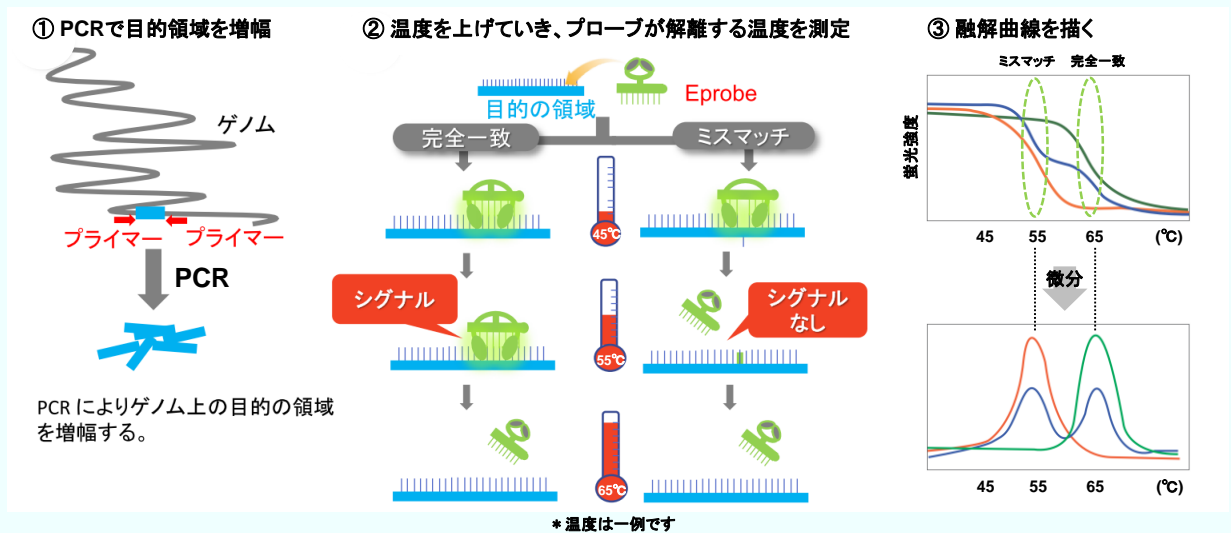 ① PCRで目的領域を増幅
ゲノム
プライマー
プライマー
PCR
PCR によりゲノム上の目的の領域
を増幅する。
② 温度を上げていき、プローブが解離する温度を測定
目的の領域
Eprobe
完全一致
ミスマッチ
45℃
シグナル
シグナル
なし
55℃
65℃
③ 融解曲線を描く
ミスマッチ 完全一致
蛍光強度
45 55 65 (℃)
微分
45 55 65 (℃)
＊温度は一例です